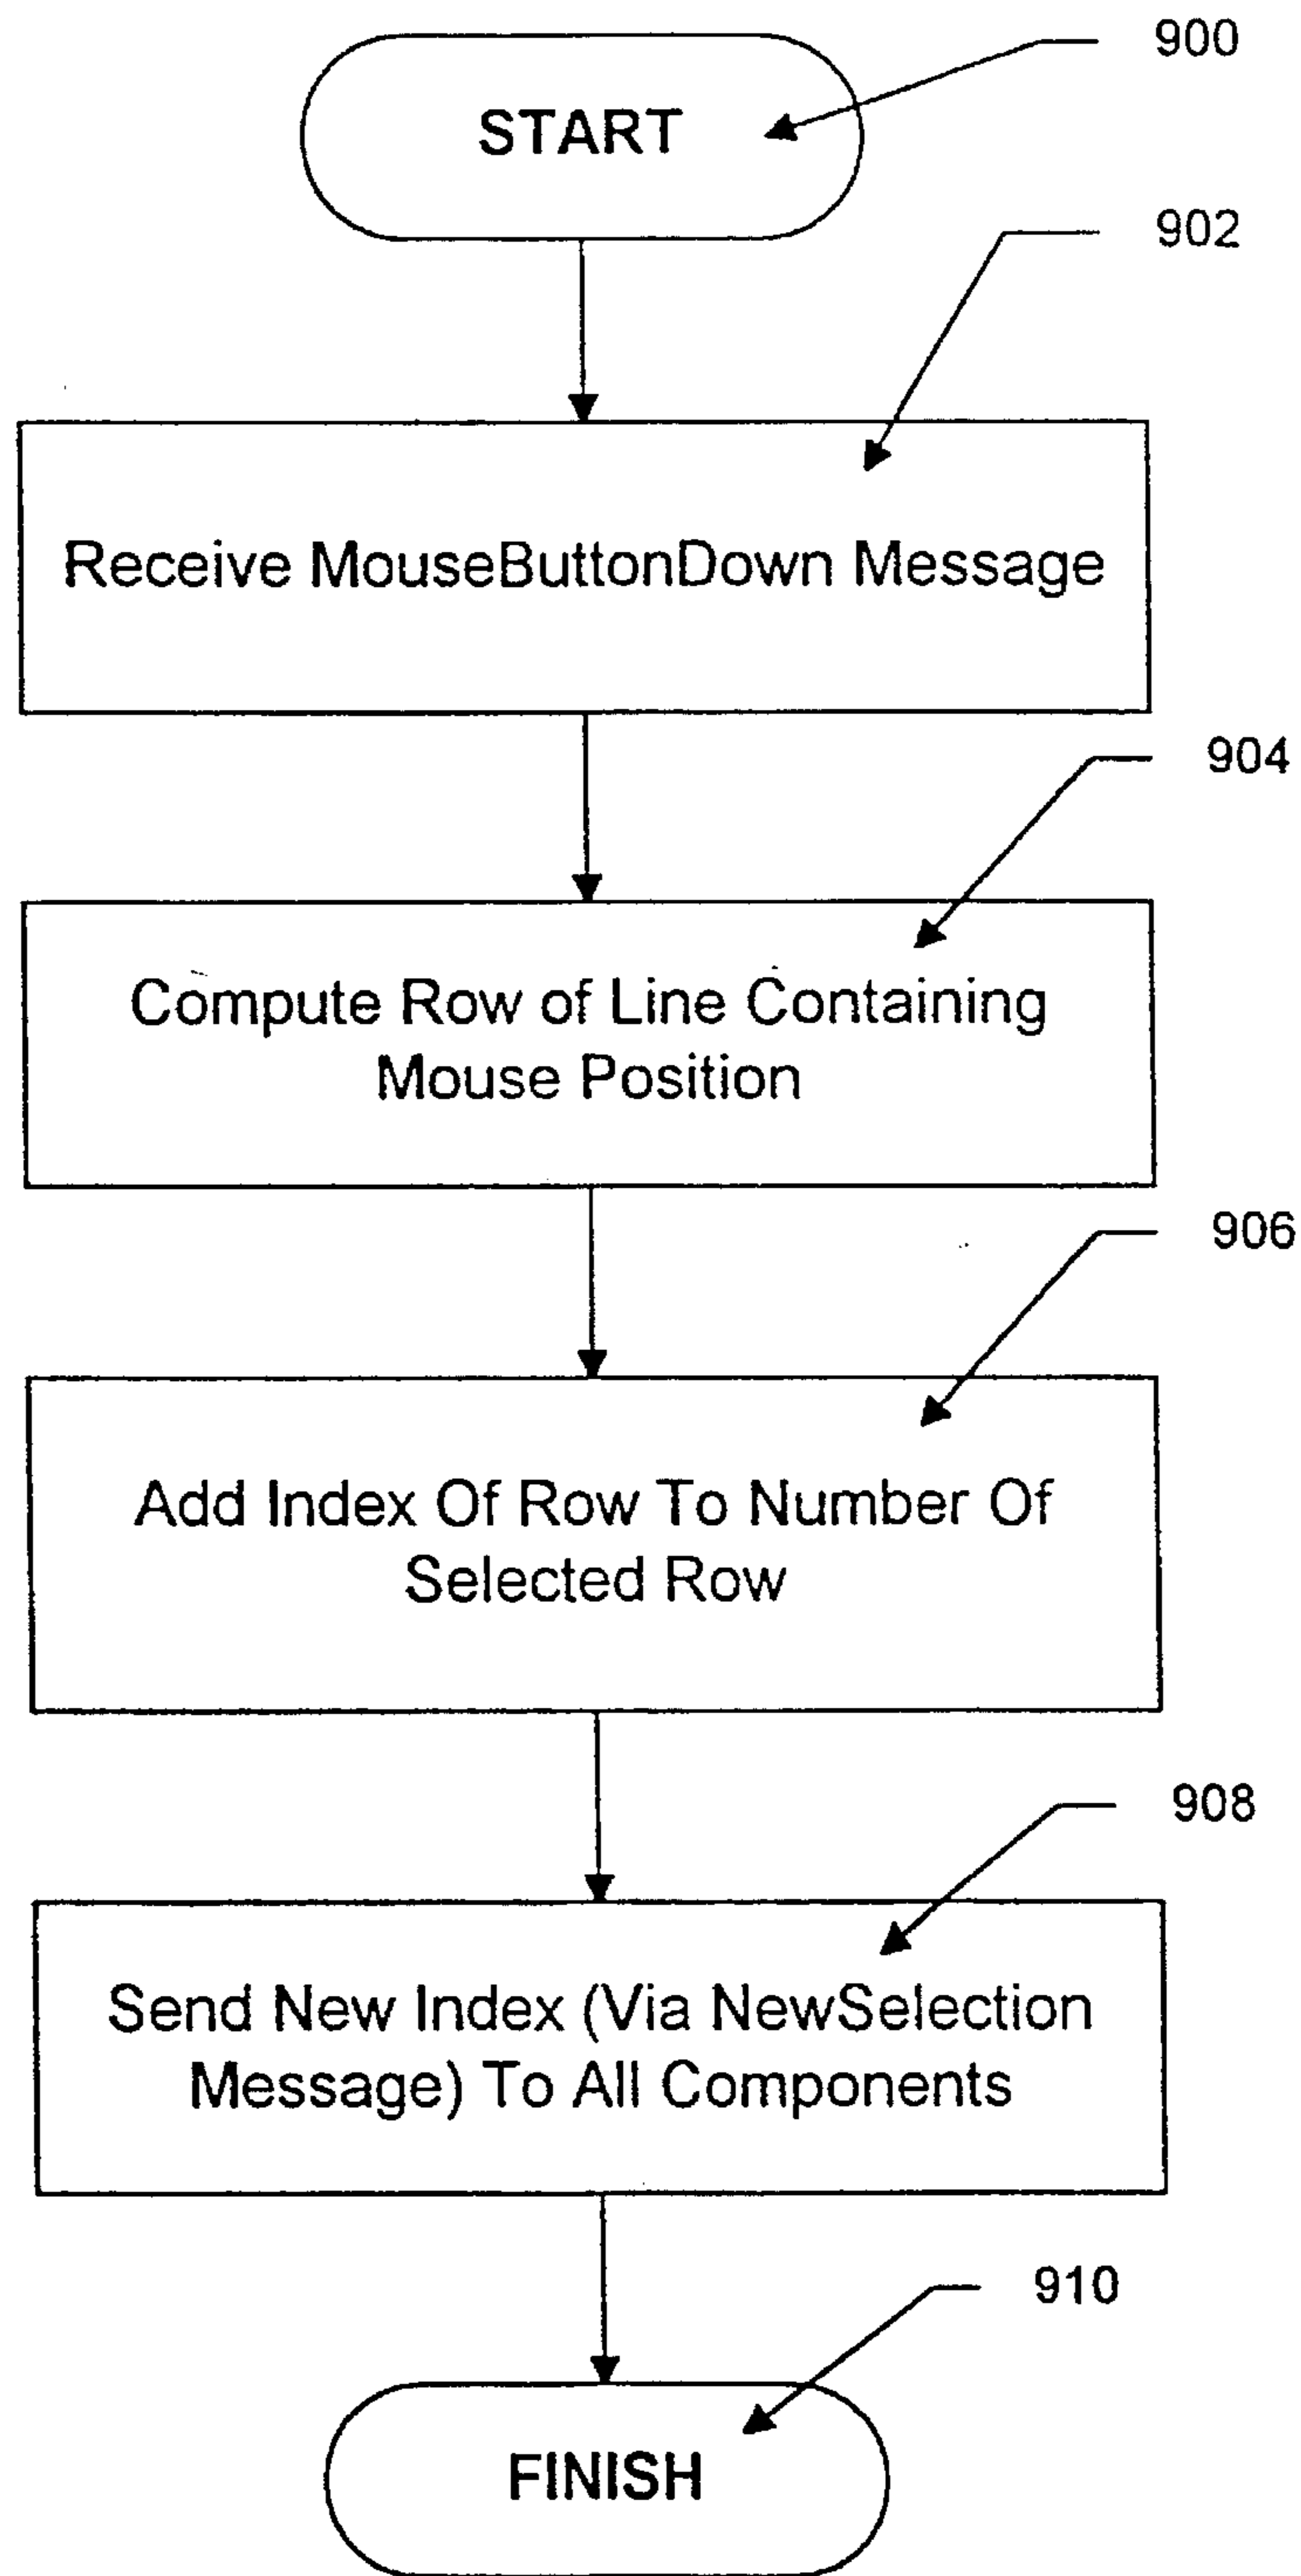 900
START
902
Receive MouseButtonDown Message
904
Compute Row of Line Containing
Mouse Position
906
Add Index Of Row To Number Of
Selected Row
908
Send New Index (Via NewSelection
Message) To All Components
910
FINISH